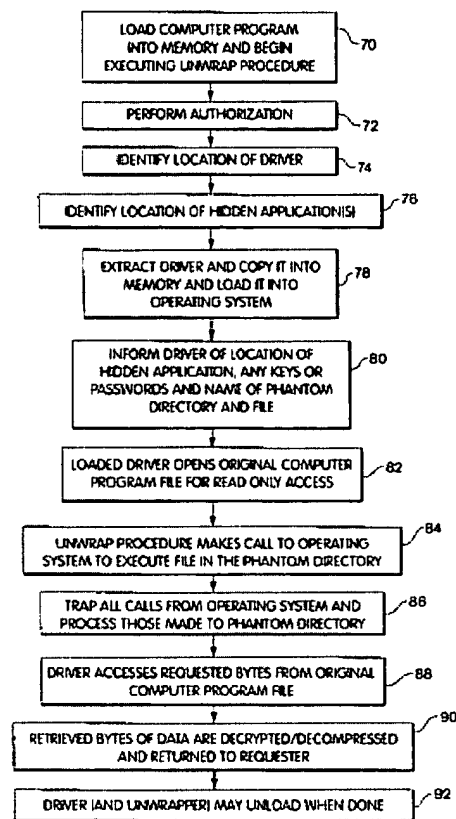 LOAD COMPUTER PROGRAM
INTO MEMORY AND BEGIN
EXECUTING UNWRAP PROCEDURE
70
PERFORM AUTHORIZATION
72
IDENTIFY LOCATION OF DRIVER
74
IDENTIFY LOCATION OF HIDDEN APPLICATION(S)
76
EXTRACT DRIVER AND COPY IT INTO
MEMORY AND LOAD IT INTO
OPERATING SYSTEM
78
INFORM DRIVER OF LOCATION OF
HIDDEN APPLICATION, ANY KEYS OR
PASSWORDS AND NAME OF PHANTOM
DIRECTORY AND FILE
80
LOADED DRIVER OPENS ORIGINAL COMPUTER
PROGRAM FILE FOR READ ONLY ACCESS
82
UNWRAP PROCEDURE MAKES CALL TO OPERATING
SYSTEM TO EXECUTE FILE IN THE PHANTOM DIRECTORY
84
TRAP ALL CALLS FROM OPERATING SYSTEM AND
PROCESS THOSE MADE TO PHANTOM DIRECTORY
86
DRIVER ACCESSES REQUESTED BYTES FROM ORIGINAL
COMPUTER PROGRAM FILE
88
RETRIEVED BYTES OF DATA ARE DECRYPTED/DECOMPRESSED
AND RETURNED TO REQUESTER
90
DRIVER (AND UNWRAPPER) MAY UNLOAD WHEN DONE
92